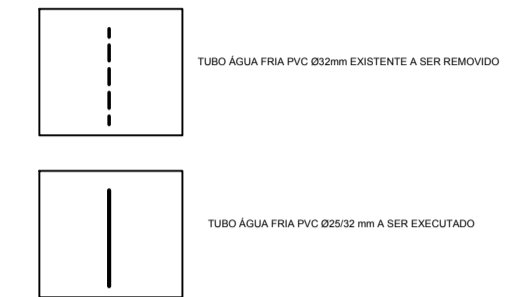 TUBO ÁGUA FRIA PVC Ø32mm EXISTENTE A SER REMOVIDO
TUBO ÁGUA FRIA PVC Ø25/32 mm A SER EXECUTADO